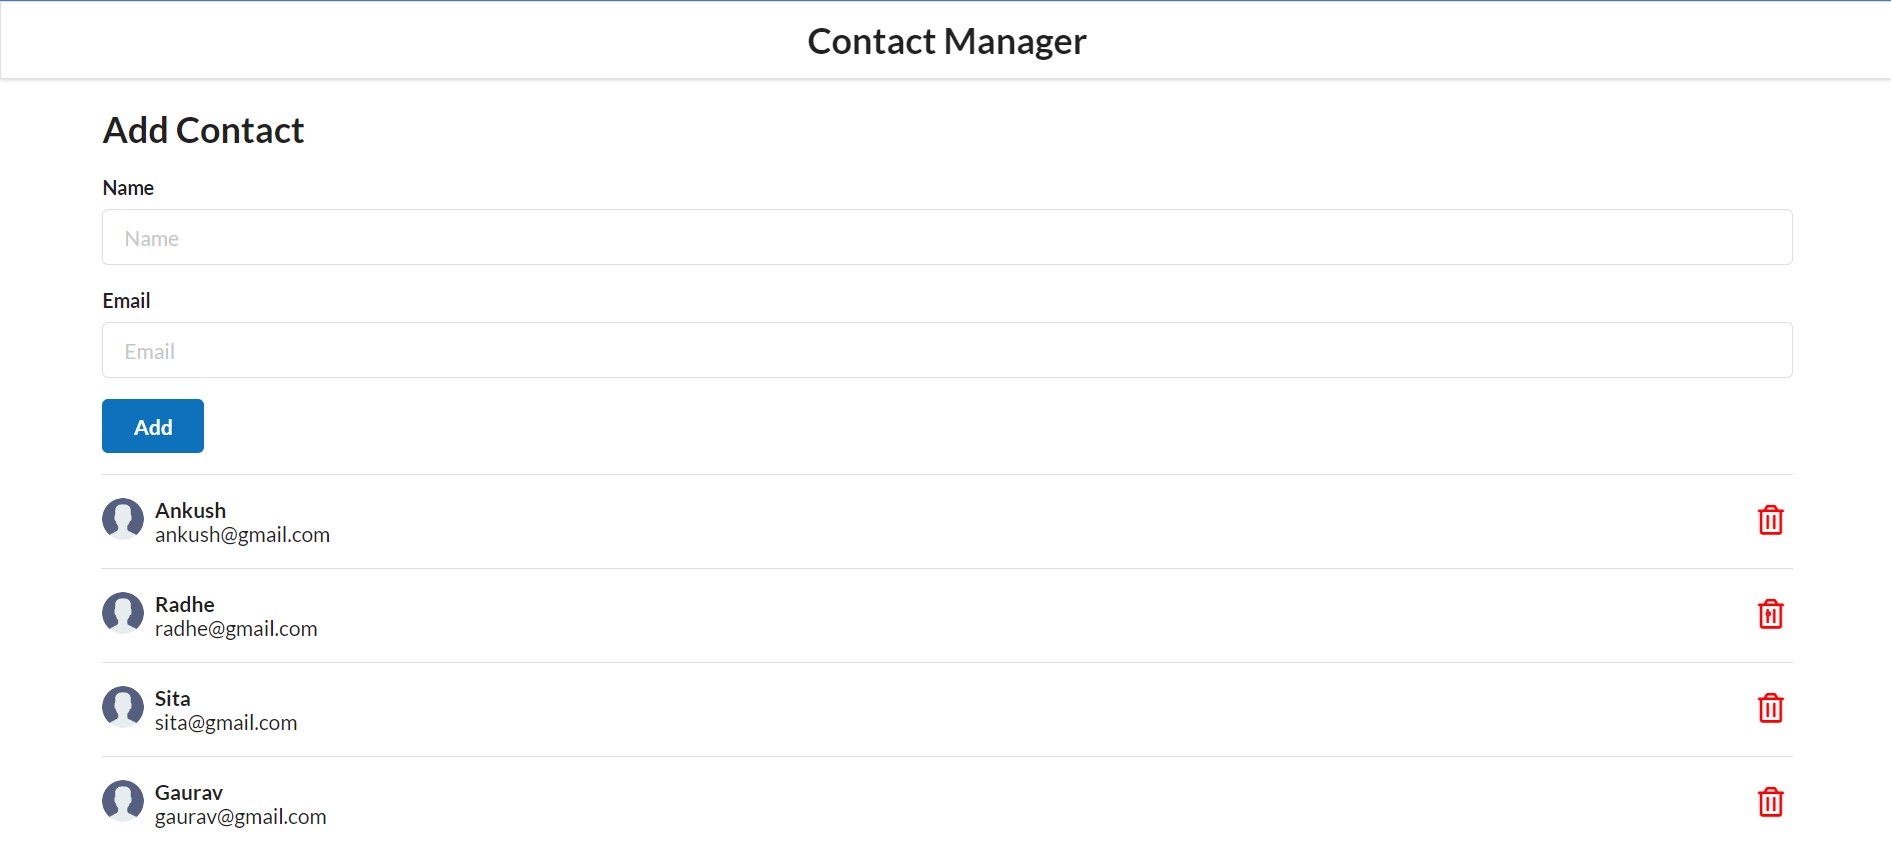 Contact Manager
Add Contact
Name
Name
Email
Email
Add
Ankush
ankush@gmail.com
Radhe
radhe@gmail.com
Sita
sita@gmail.com
Gaurav
gaurav@gmail.com